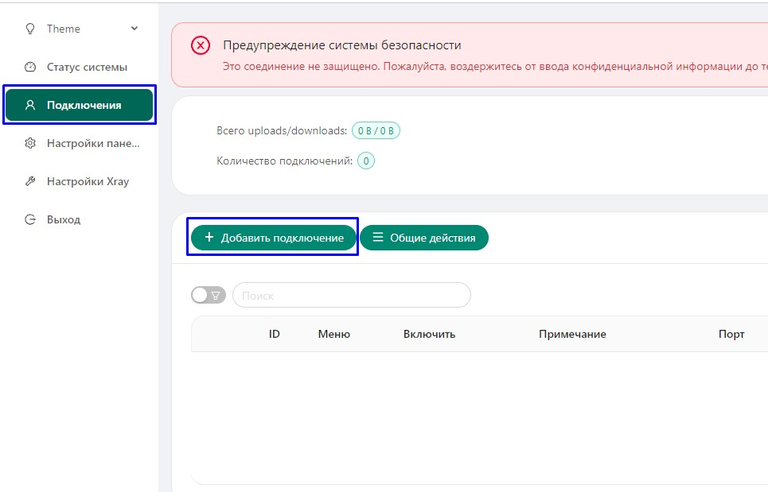 Theme
Статус системы
Подключения
Настройки пане...
Настройки Xray
Выход
Предупреждение системы безопасности
Это соединение не защищено. Пожалуйста, воздержитесь от ввода конфиденциальной информации до
Всего uploads/downloads: 0 B / 0 B
Количество подключений: 0
Добавить подключение
Общие действия
Поиск
ID Меню Включить Примечание Порт